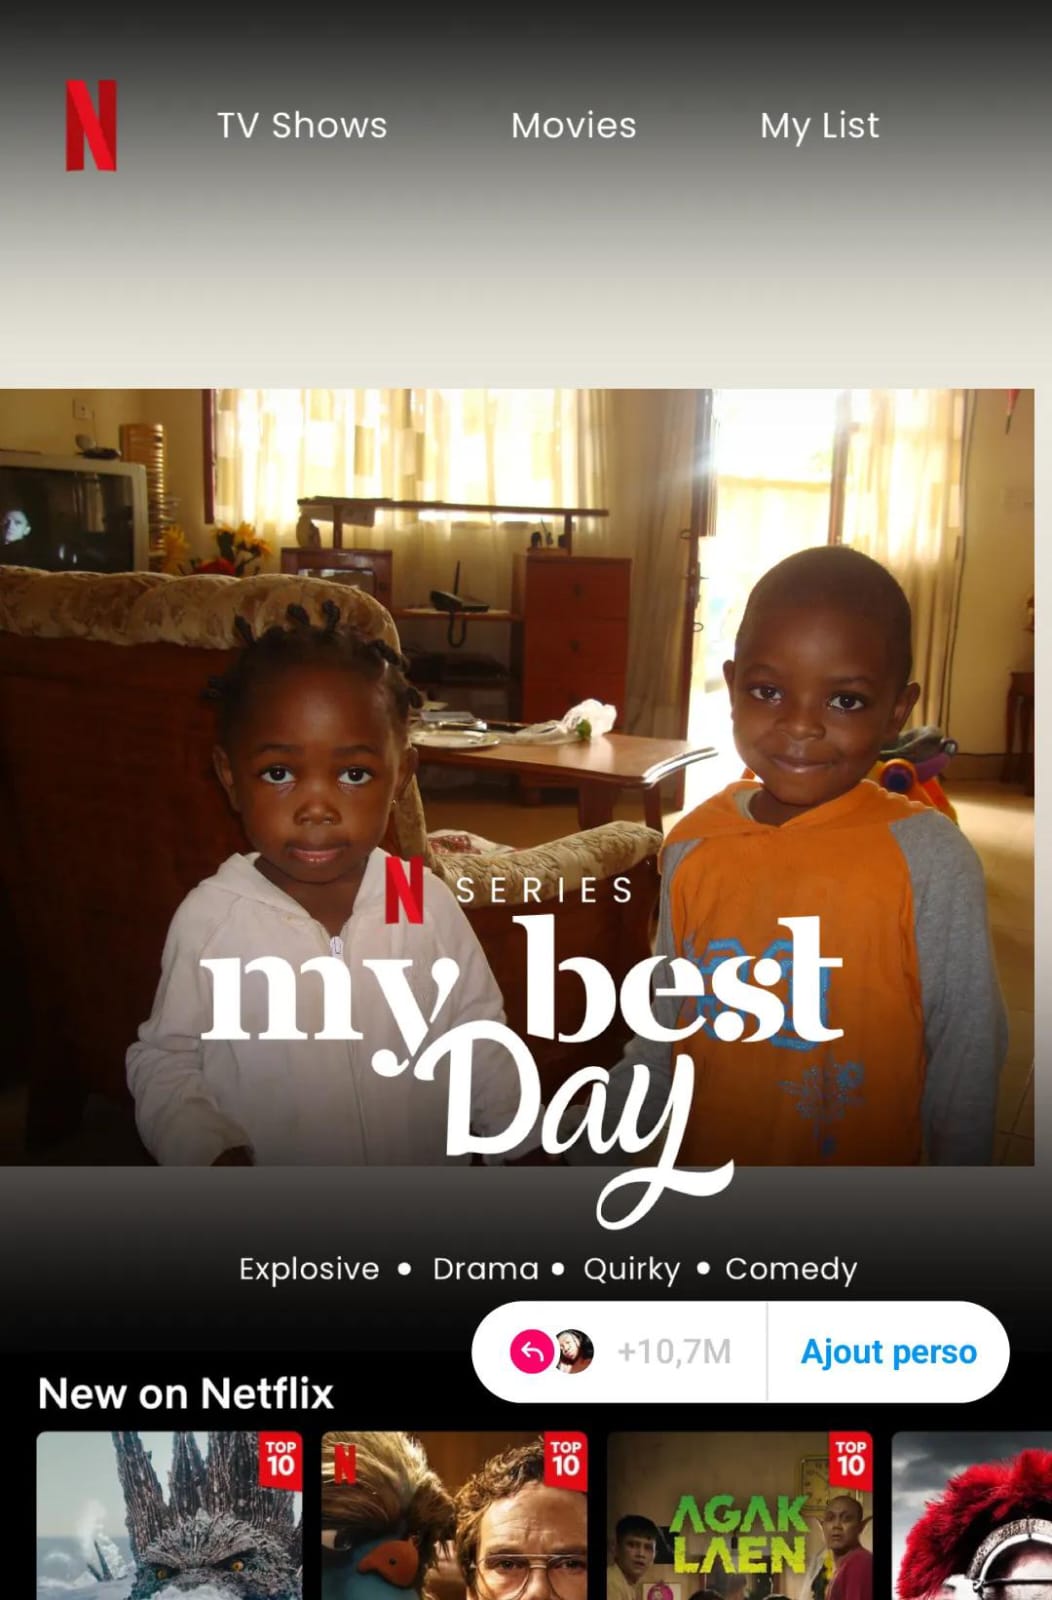 N
TV Shows Movies My List
N SERIES
my best
Day
Explosive • Drama • Quirky • Comedy
+10,7M Ajout perso
New on Netflix
TOP 10
N
TOP 10
TOP 10
AGAK
LAEN